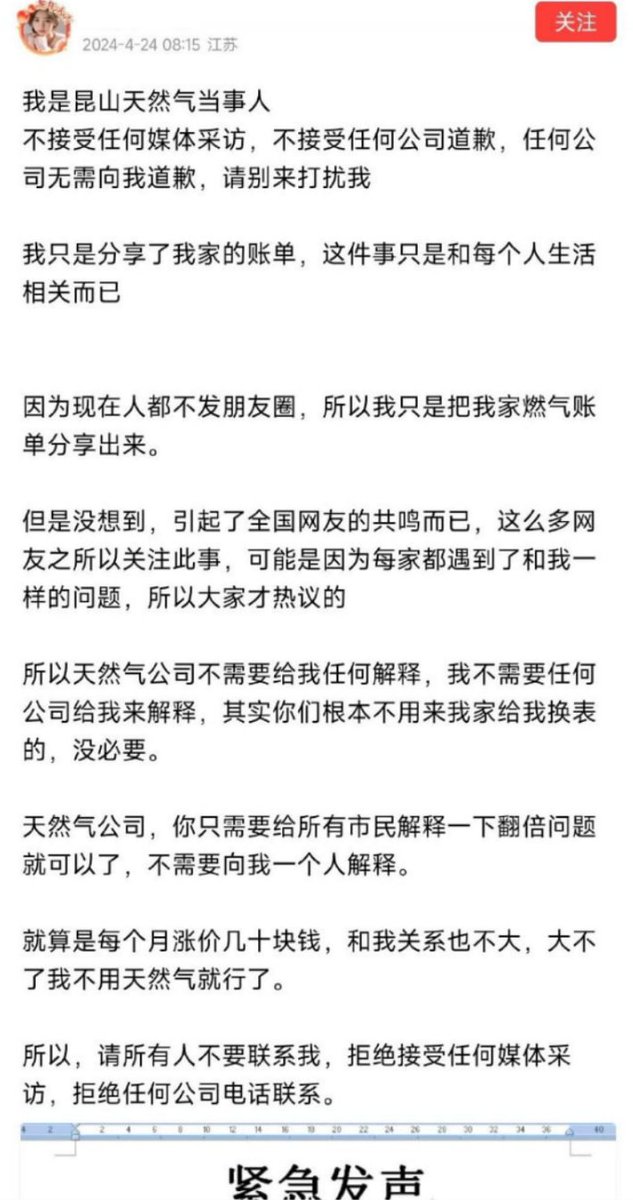 关注
2024-4-24 08:15 江苏
我是昆山天然气当事人
不接受任何媒体采访，不接受任何公司道歉，任何公
司无需向我道歉，请别来打扰我
我只是分享了我家的账单，这件事只是和每个人生活
相关而已
因为现在人都不发朋友圈，所以我只是把我家燃气账
单分享出来。
但是没想到，引起了全国网友的共鸣而已，这么多网
友之所以关注此事，可能是因为每家都遇到了和我一
样的问题，所以大家才热议的
所以天然气公司不需要给我任何解释，我不需要任何
公司给我来解释，其实你们根本不用来我家给我换表
的，没必要。
天然气公司，你只需要给所有市民解释一下翻倍问题
就可以了，不需要向我一个人解释。
就算是每个月涨价几十块钱，和我关系也不大，大不
了我不用天然气就行了。
所以，请所有人不要联系我，拒绝接受任何媒体采
访，拒绝任何公司电话联系。
4 2 2 4 6 8 10 12 14 16 18 20 22 24 26 28 30 32 34 36 40
紧急发声